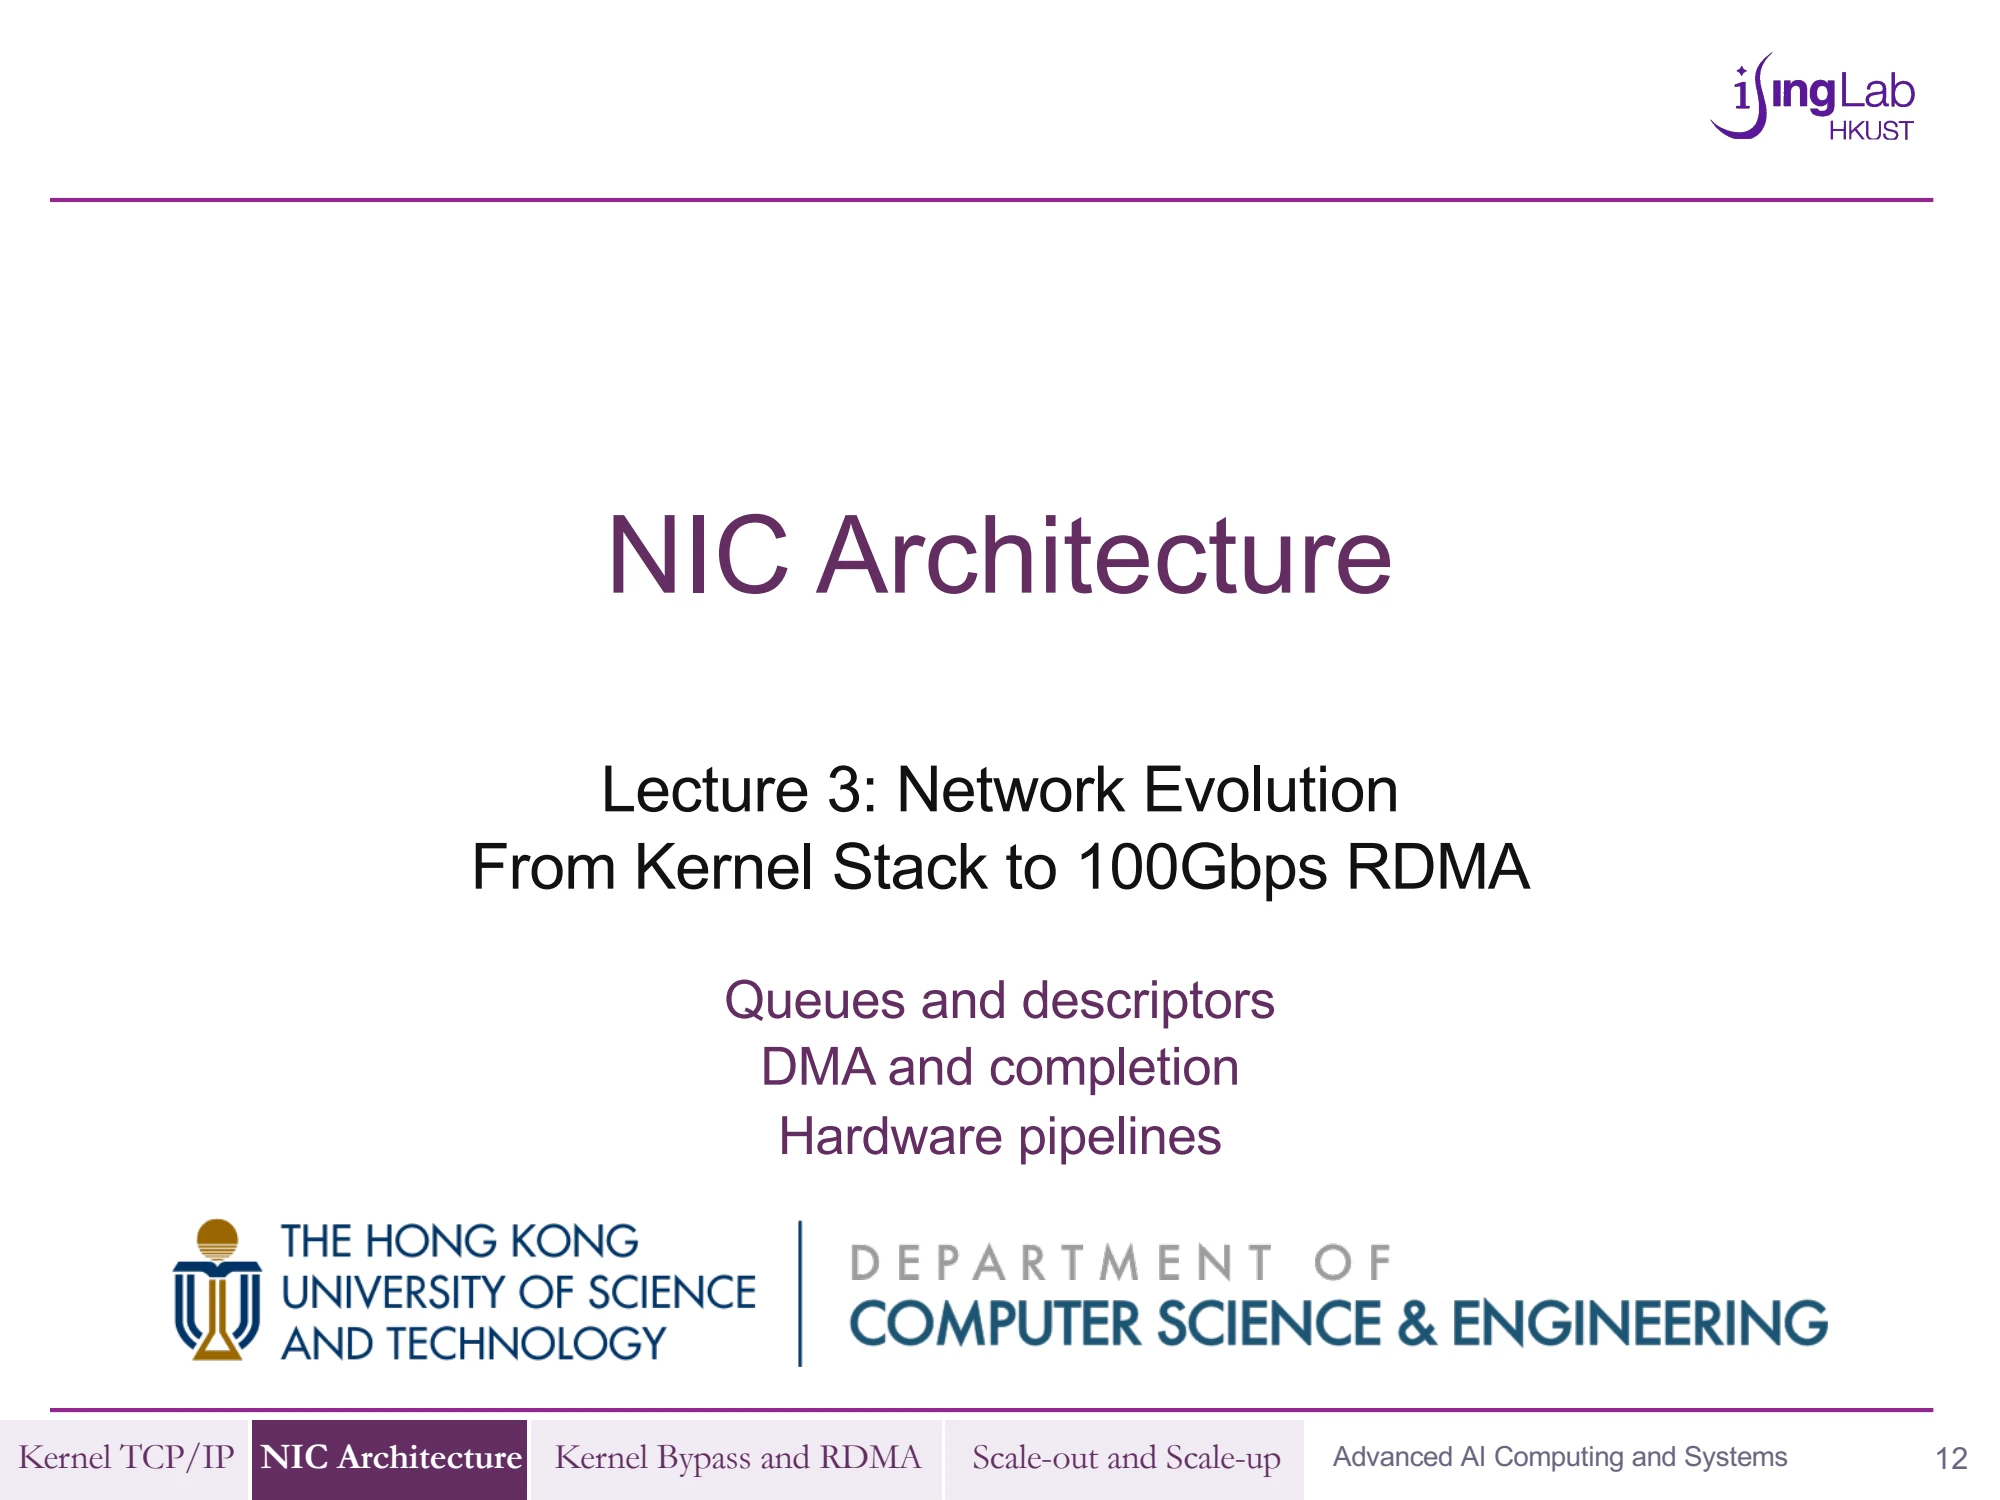 isingLab
HKUST
NIC Architecture
Lecture 3: Network Evolution
From Kernel Stack to 100Gbps RDMA
Queues and descriptors
DMA and completion
Hardware pipelines
THE HONG KONG
UNIVERSITY OF SCIENCE
AND TECHNOLOGY
DEPARTMENT OF
COMPUTER SCIENCE & ENGINEERING
Kernel TCP/IP NIC Architecture Kernel Bypass and RDMA Scale-out and Scale-up Advanced AI Computing and Systems 12